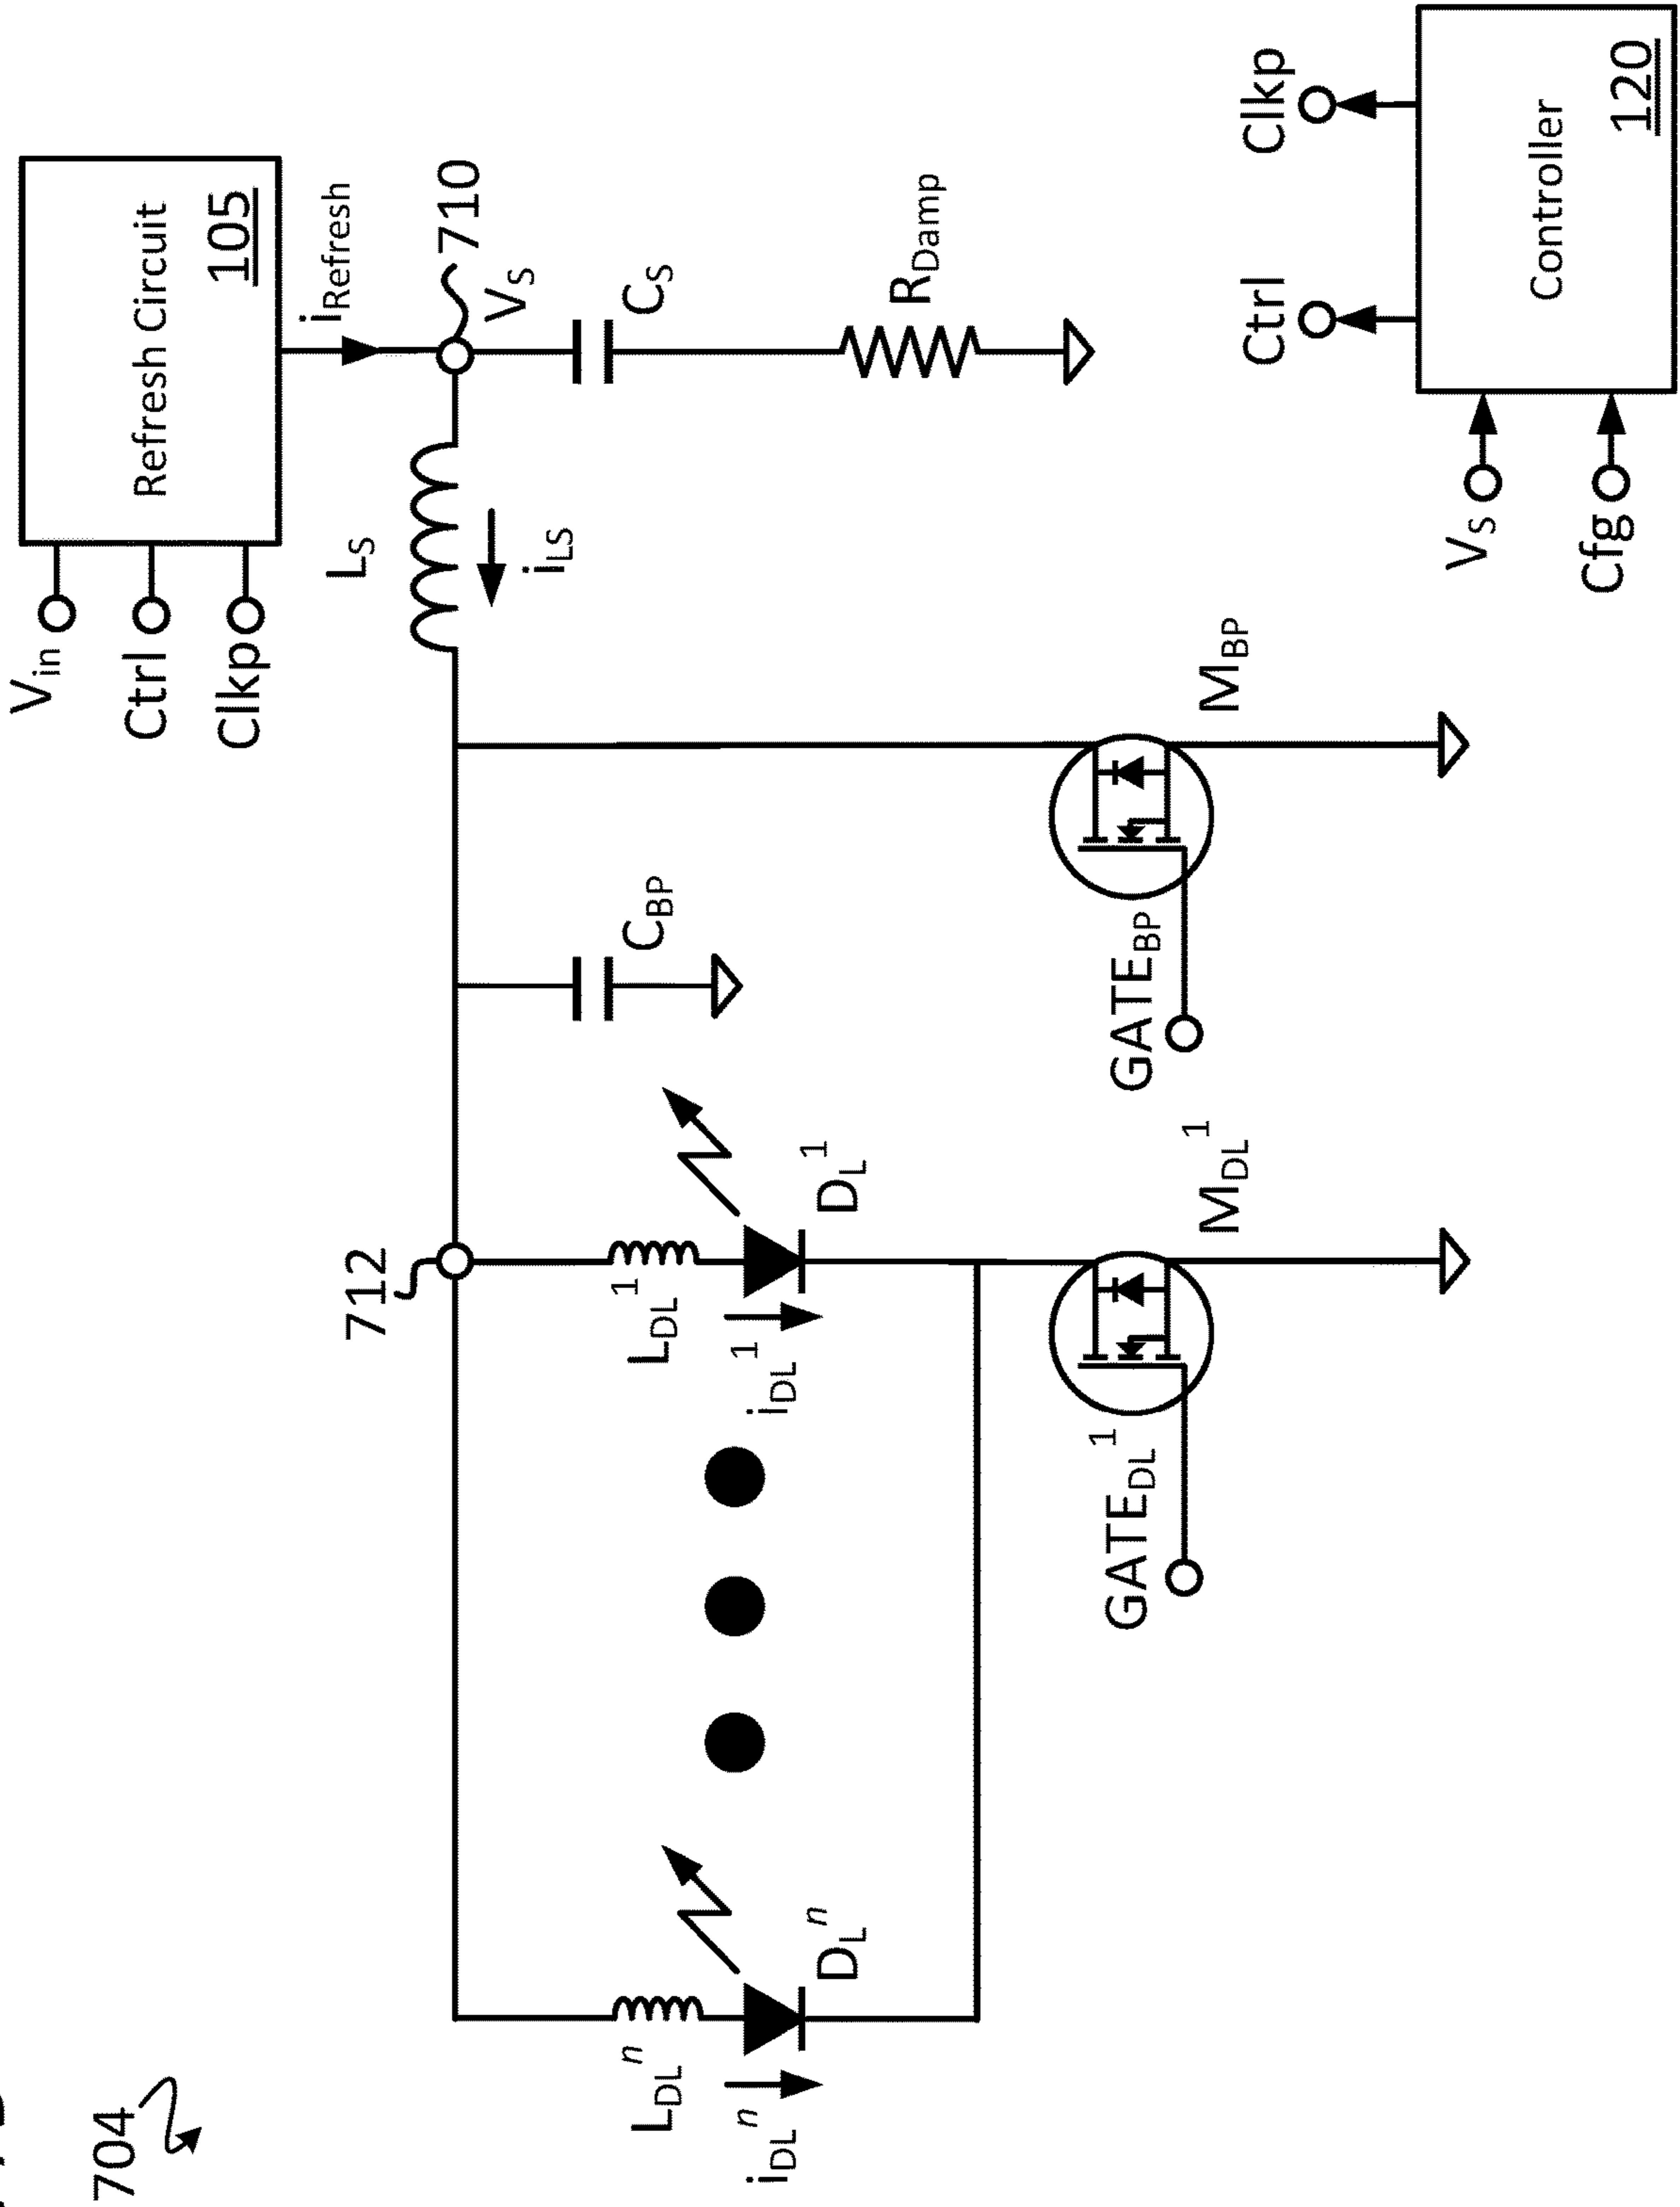 704
V_in
Ctrl
Clkp
Refresh Circuit
105
i_Refresh
710
V_S
L_S
i_LS
C_S
R_Damp
712
C_BP
L_DL^n
i_DL^n
D_L^n
L_DL^1
i_DL^1
D_L^1
GATE_DL^1
M_DL^1
GATE_BP
M_BP
Ctrl
Clkp
V_S
Cfg
Controller
120